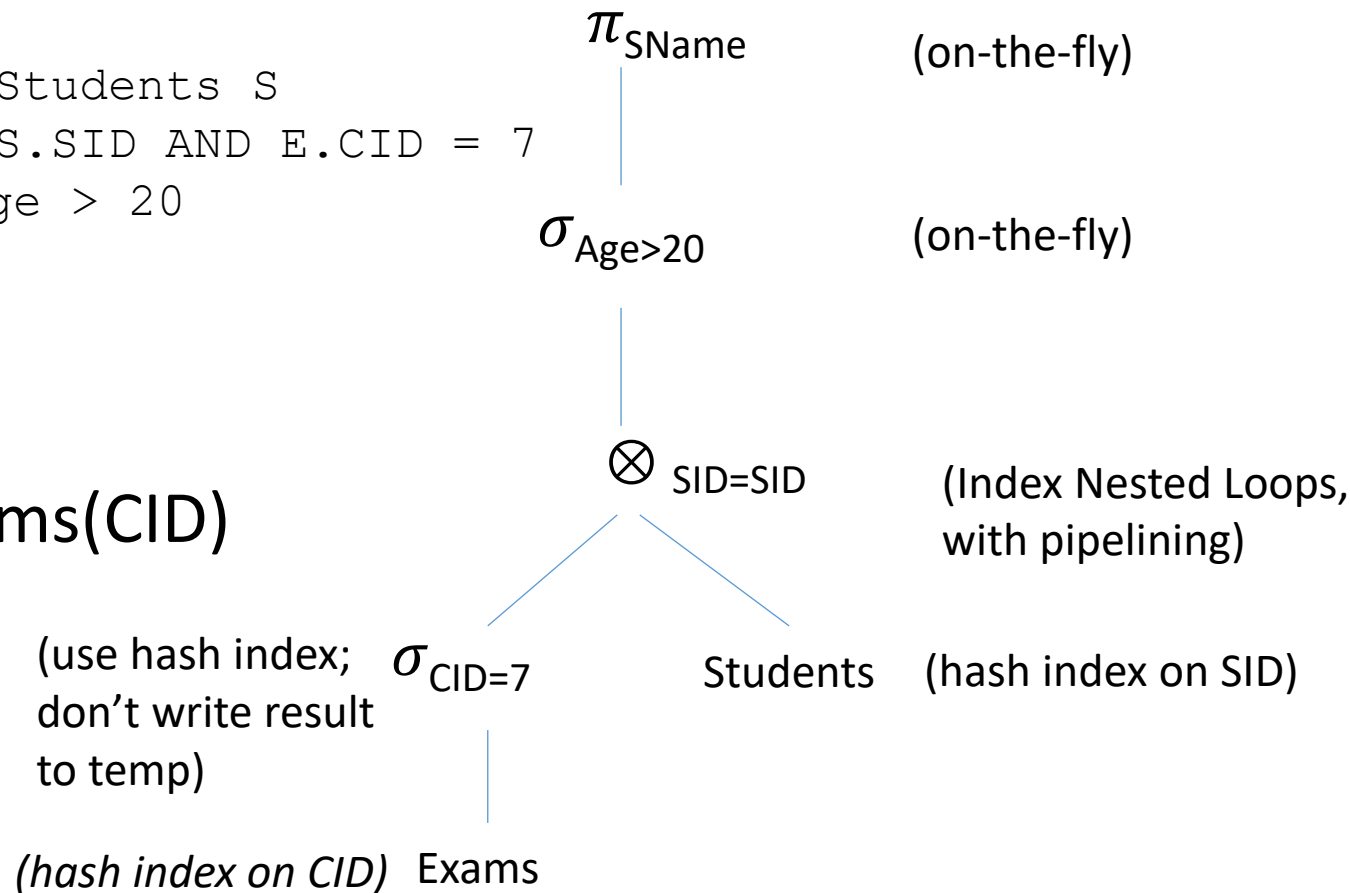 Students S
S.SID AND E.CID = 7
ge > 20
ms(CID)
π SName (on-the-fly)
σ Age>20 (on-the-fly)
⊗ SID=SID (Index Nested Loops,
with pipelining)
(use hash index; σ CID=7
don’t write result
to temp)
Students (hash index on SID)
(hash index on CID) Exams